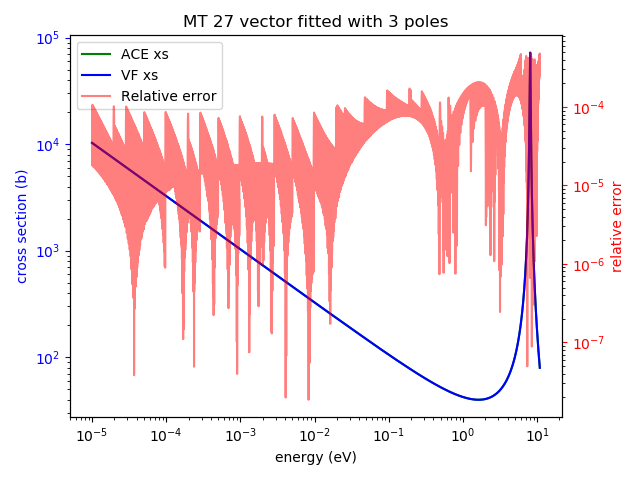 MT 27 vector fitted with 3 poles
ACE xs
VF xs
Relative error
cross section (b)
10^5
10^4
10^3
10^2
relative error
10^-4
10^-5
10^-6
10^-7
10^-5 10^-4 10^-3 10^-2 10^-1 10^0 10^1
energy (eV)